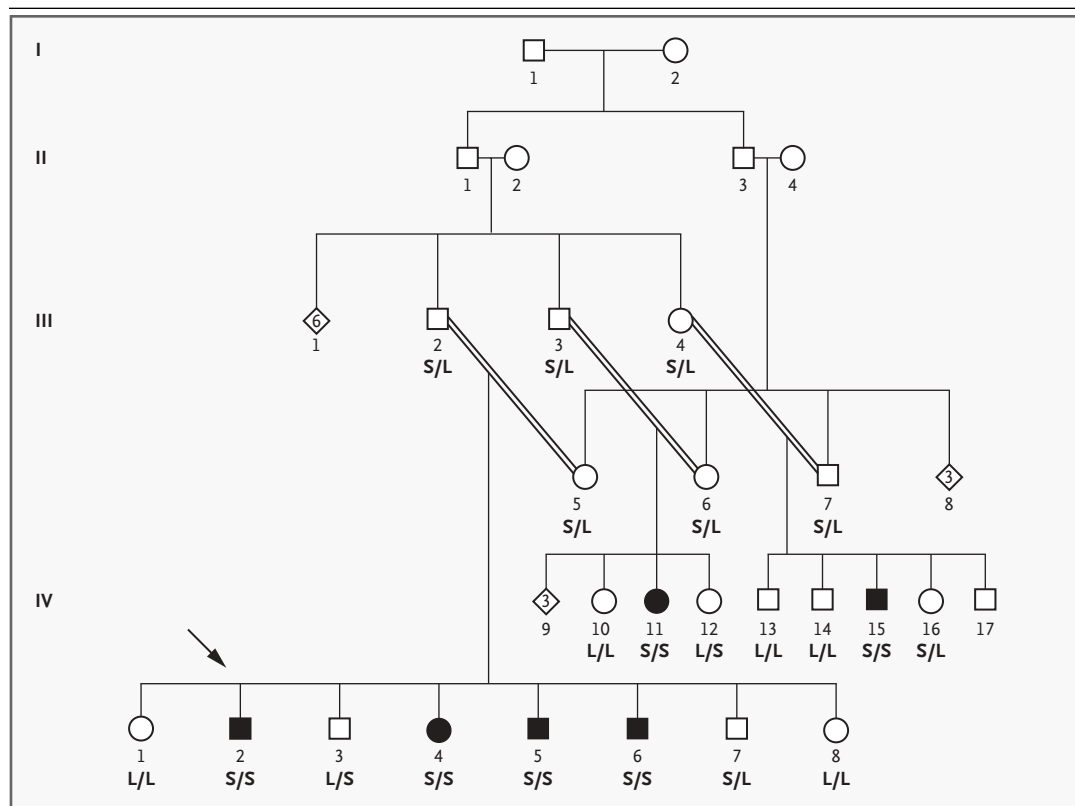 I
1 2
II
1 2 3 4
III
6
1 2 3 4
S/L S/L S/L
3
5 6 7 8
S/L S/L S/L
IV
3
9 10 11 12 13 14 15 16 17
L/L S/S L/S L/L L/L S/S S/L
1 2 3 4 5 6 7 8
L/L S/S L/S S/S S/S S/S S/L L/L